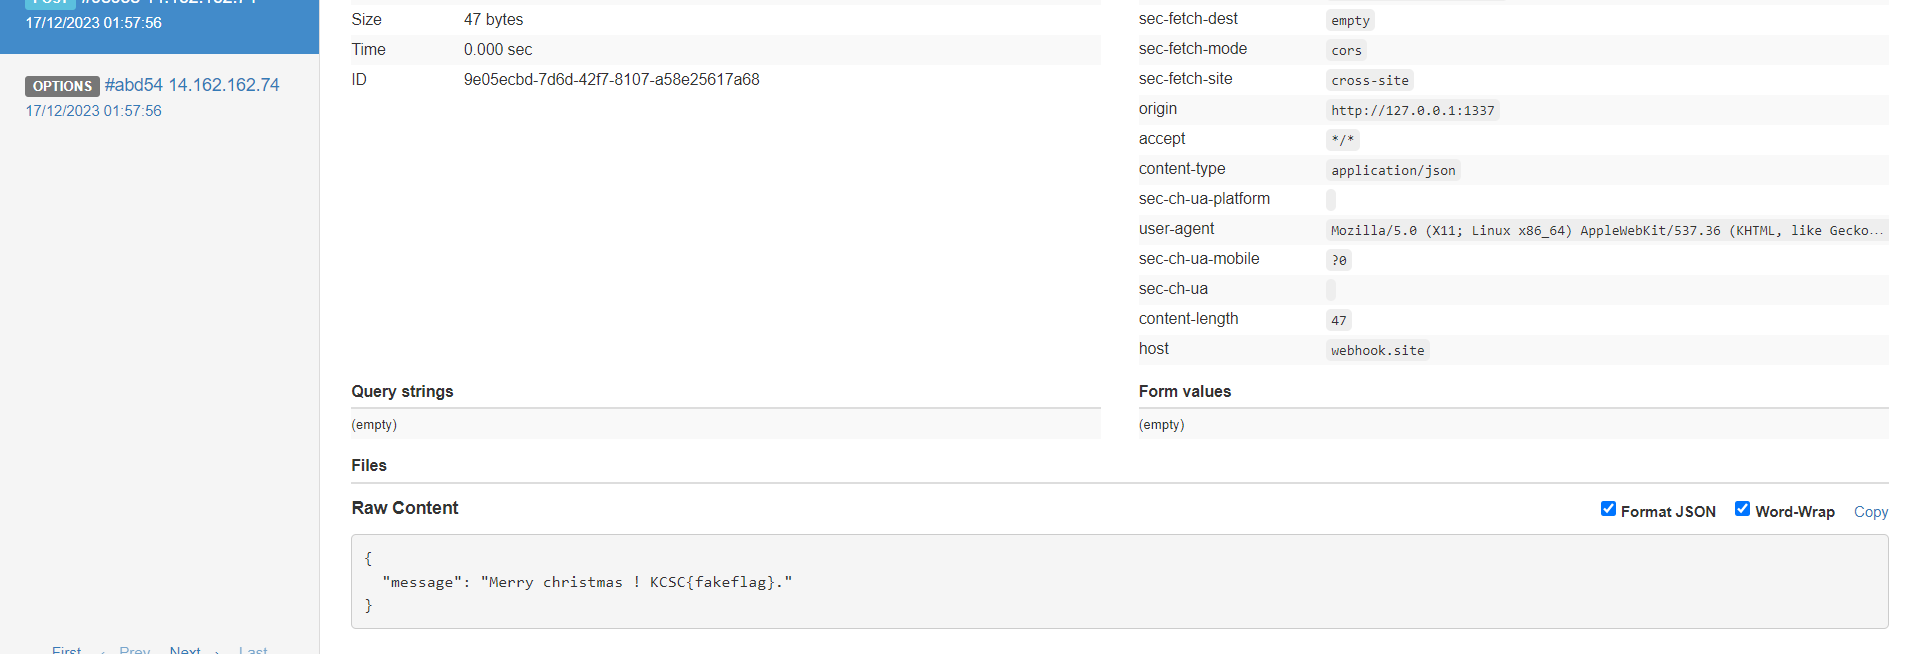 17/12/2023 01:57:56
OPTIONS #abd54 14.162.162.74
17/12/2023 01:57:56
First ← Prev Next → Last
Size 47 bytes
Time 0.000 sec
ID 9e05ecbd-7d6d-42f7-8107-a58e25617a68
sec-fetch-dest empty
sec-fetch-mode cors
sec-fetch-site cross-site
origin http://127.0.0.1:1337
accept */*
content-type application/json
sec-ch-ua-platform
user-agent Mozilla/5.0 (X11; Linux x86_64) AppleWebKit/537.36 (KHTML, like Gecko...
sec-ch-ua-mobile ?0
sec-ch-ua
content-length 47
host webhook.site
Query strings
(empty)
Form values
(empty)
Files
Raw Content
Format JSON Word-Wrap Copy
{
"message": "Merry christmas ! KCSC{fakeflag}."
}